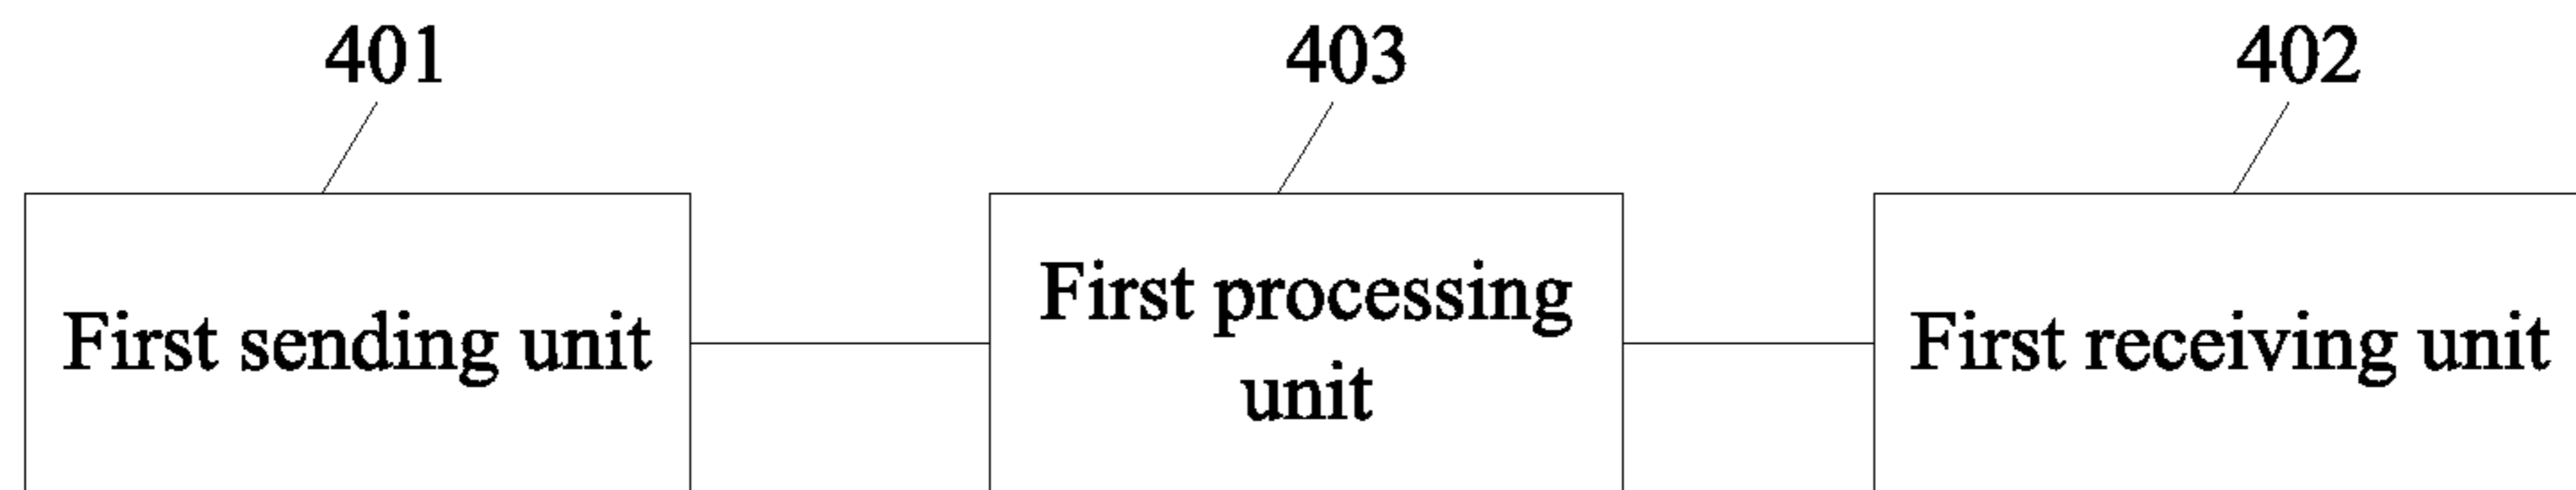 401
403
402
First sending unit
First processing
unit
First receiving unit